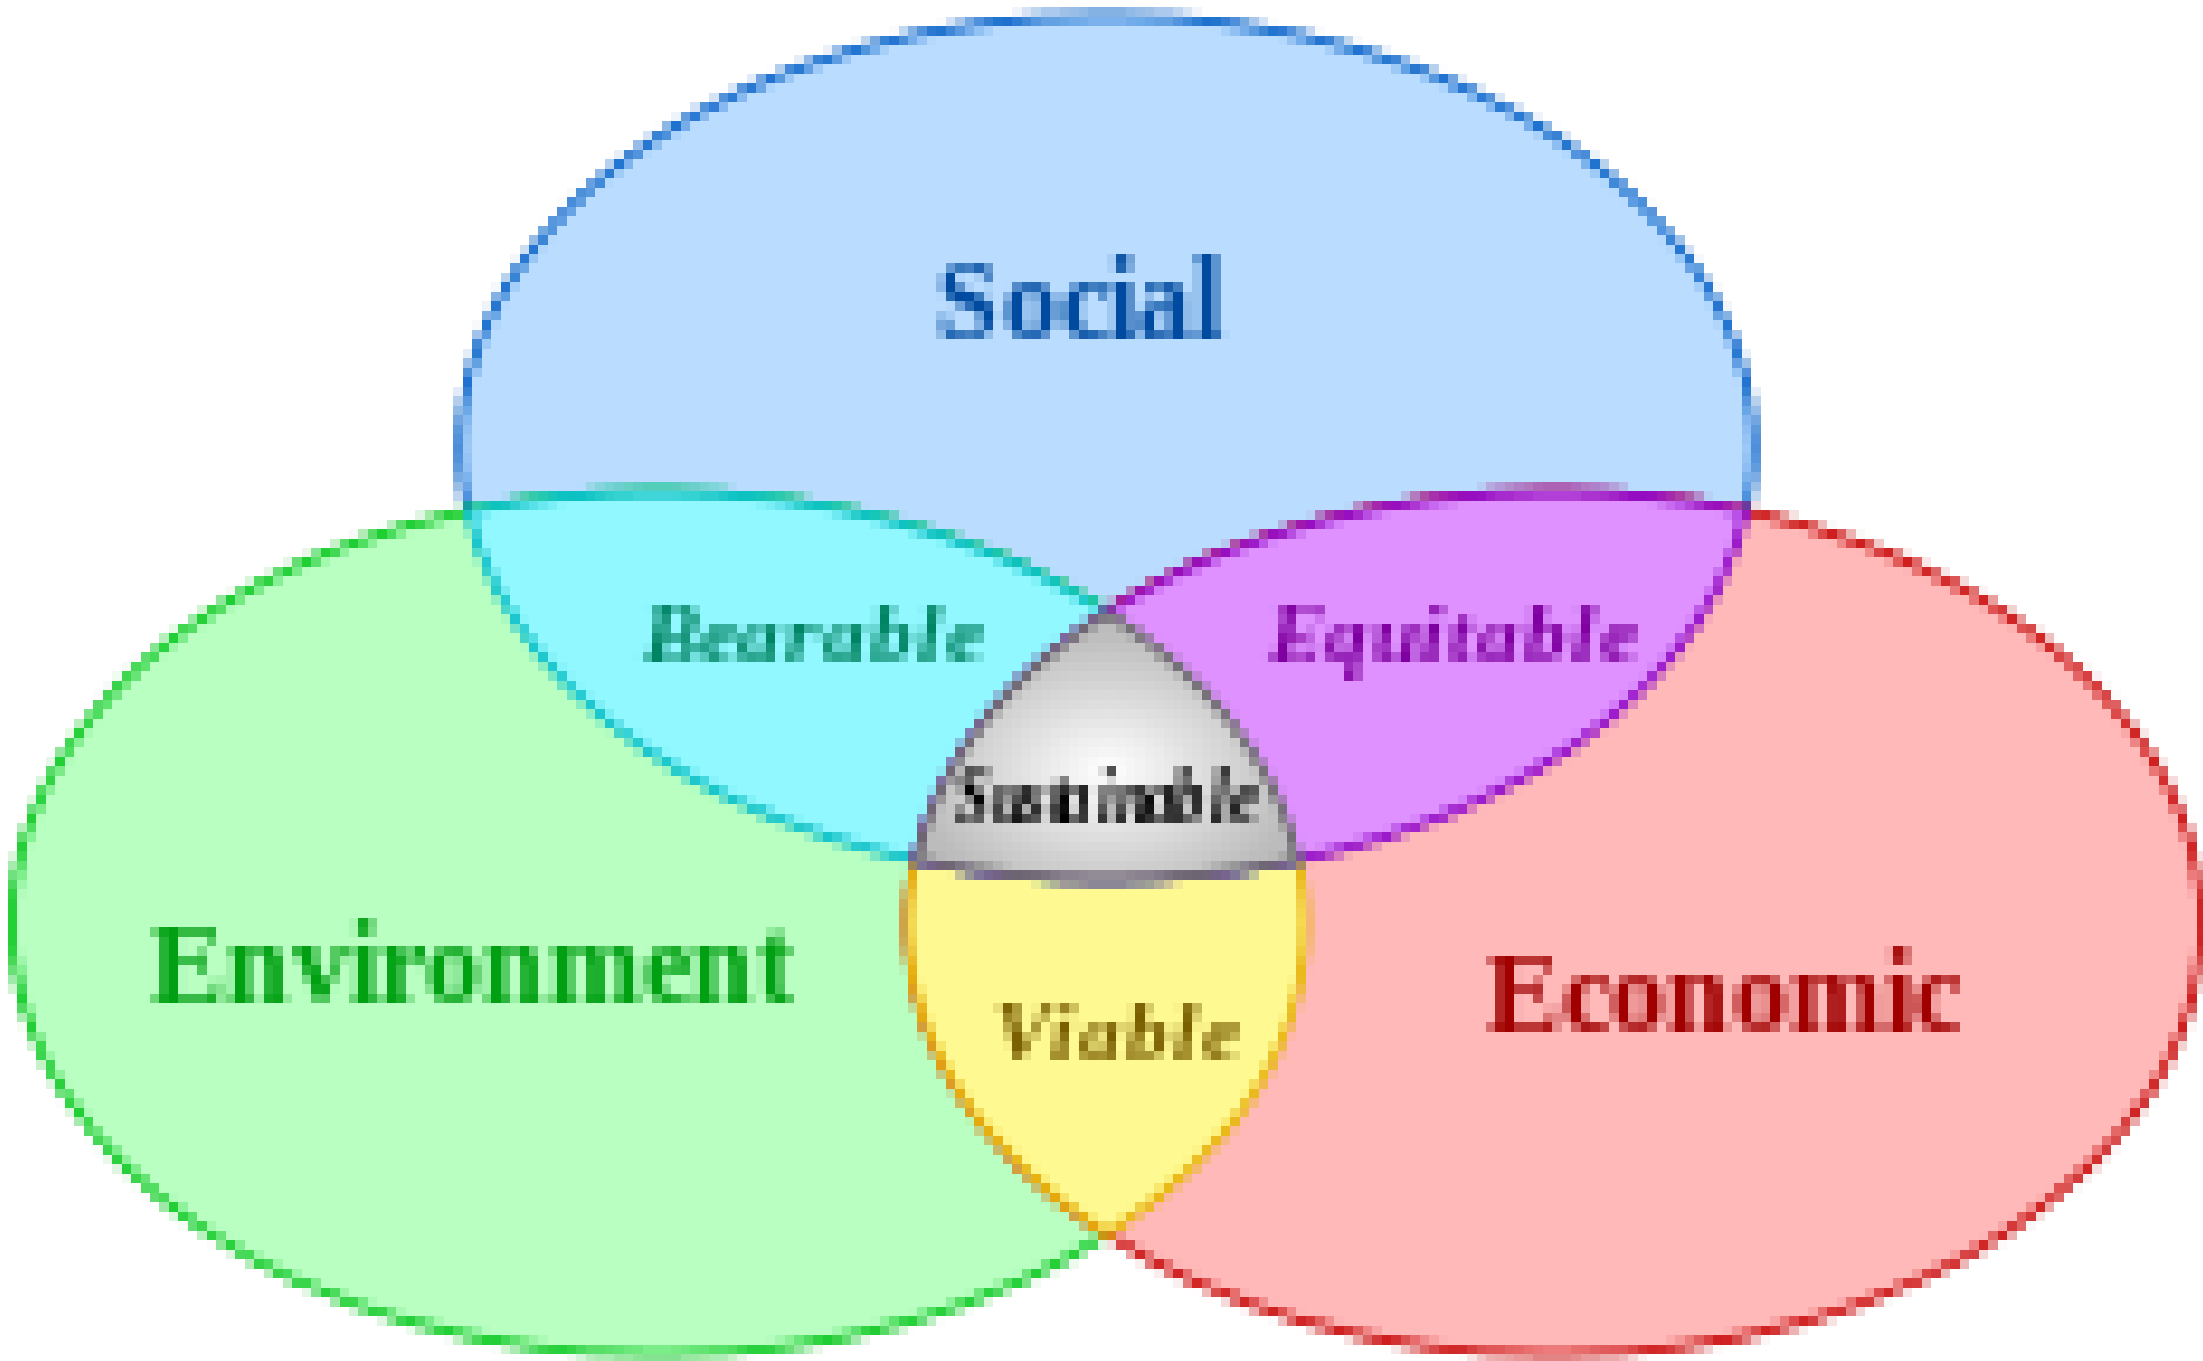 Social
Bearable
Equitable
Sustainable
Environment
Economic
Viable